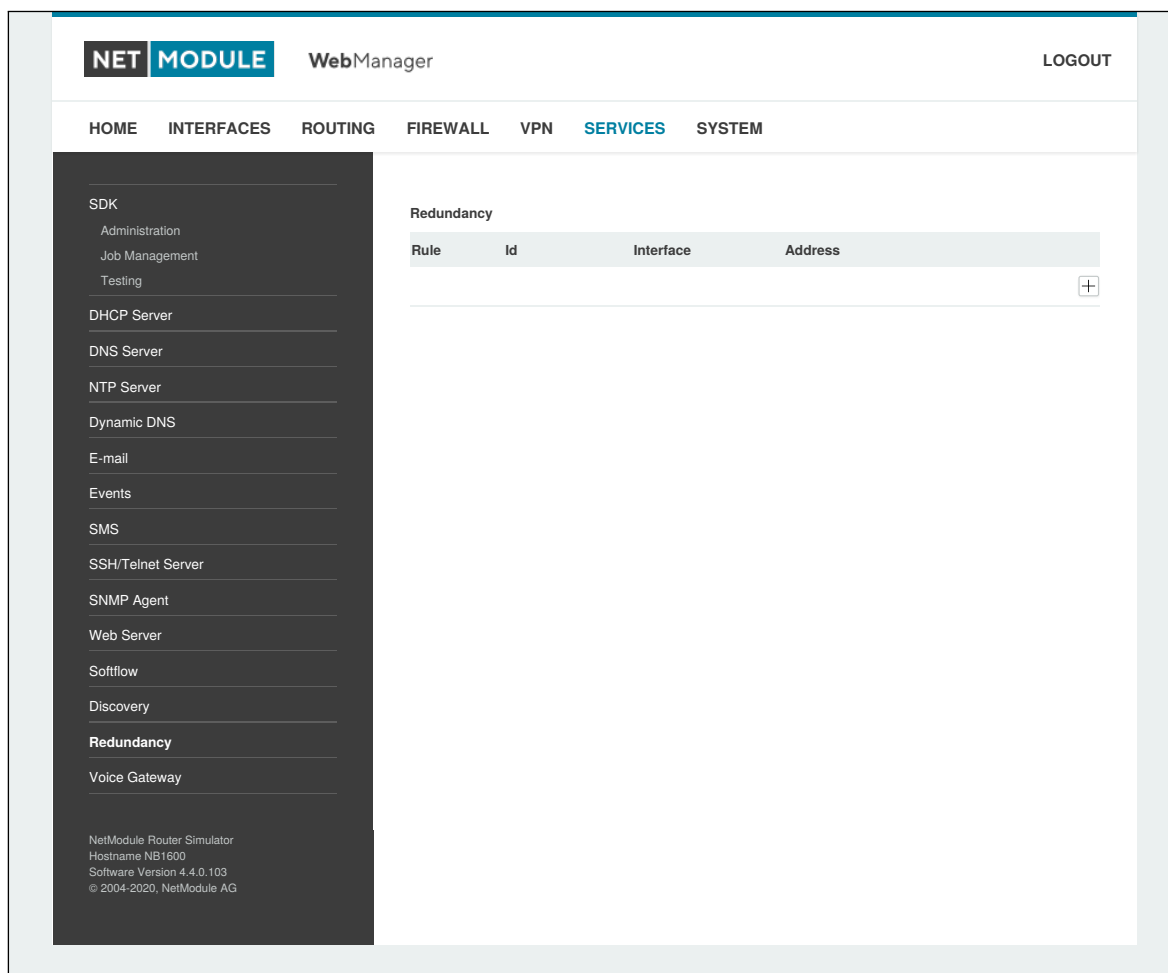 NET MODULE WebManager LOGOUT
HOME INTERFACES ROUTING FIREWALL VPN SERVICES SYSTEM
SDK
Administration
Job Management
Testing
DHCP Server
DNS Server
NTP Server
Dynamic DNS
E-mail
Events
SMS
SSH/Telnet Server
SNMP Agent
Web Server
Softflow
Discovery
Redundancy
Voice Gateway
NetModule Router Simulator
Hostname NB1600
Software Version 4.4.0.103
© 2004-2020, NetModule AG
Redundancy
Rule Id Interface Address